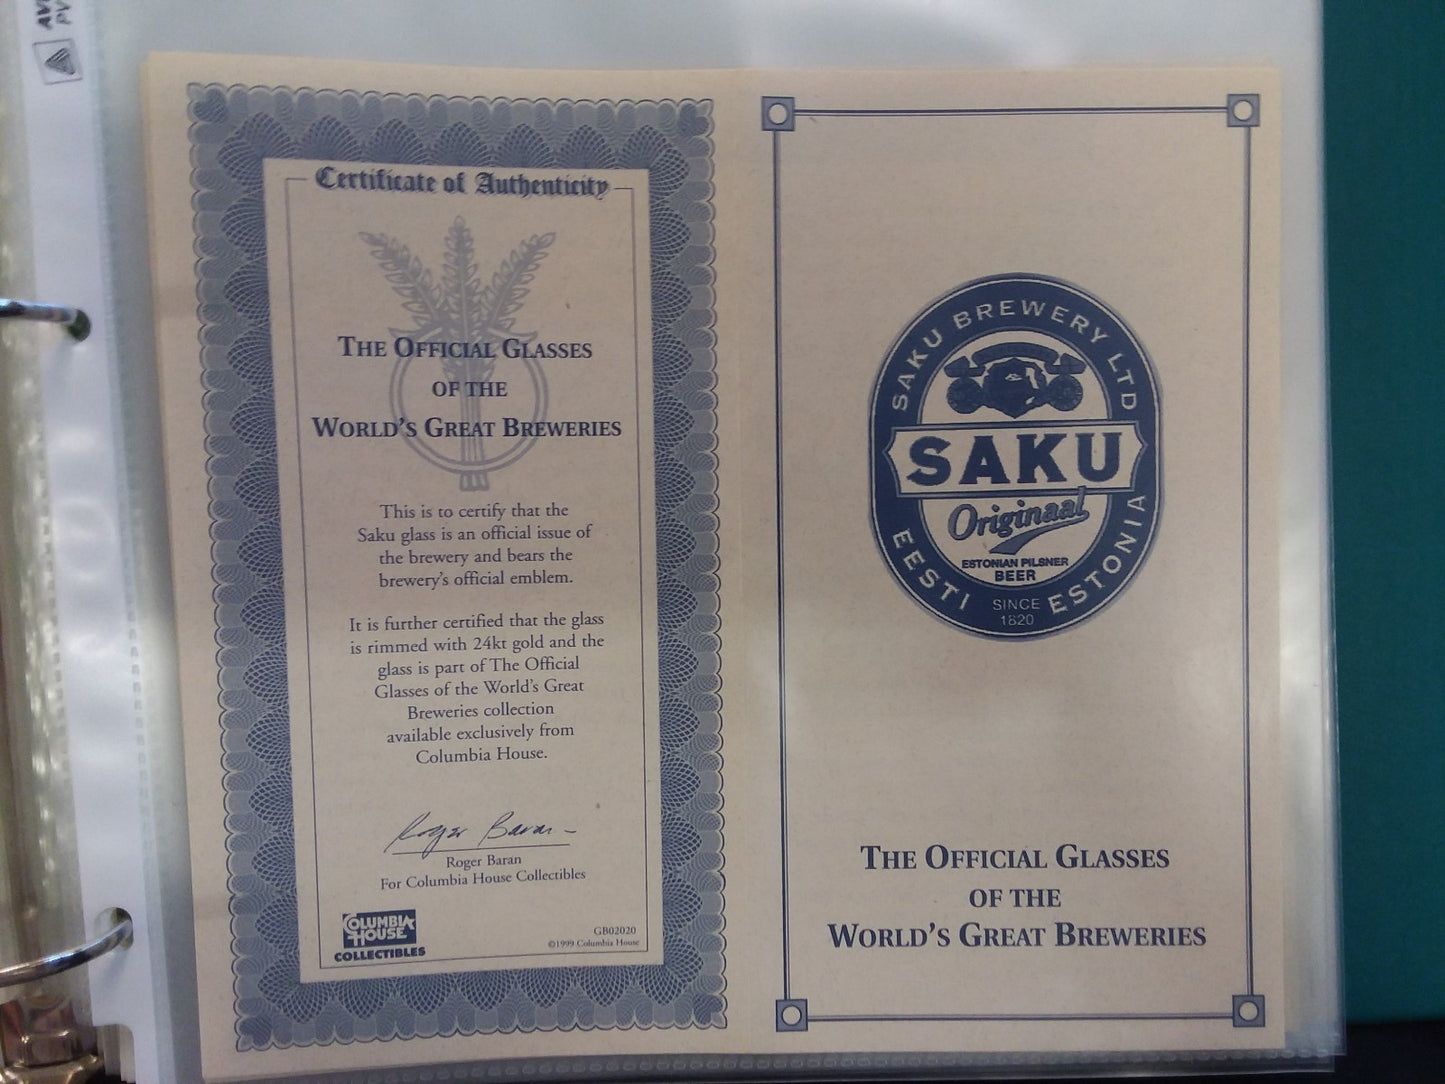 Certificate of Authenticity
THE OFFICIAL GLASSES
OF THE
WORLD'S GREAT BREWERIES
This is to certify that the
Saku glass is an official issue of
the brewery and bears the
brewery's official emblem.
It is further certified that the glass
is rimmed with 24kt gold and the
glass is part of The Official
Glasses of the World's Great
Breweries collection
available exclusively from
Columbia House.
Roger Baran
Roger Baran
For Columbia House Collectibles
COLUMBIA
HOUSE
COLLECTIBLES
GB02020
©1999 Columbia House
SAKU BREWERY LTD
SAKU
Originaal
ESTONIAN PILSNER
BEER
EESTI
SINCE
1820
ESTONIA
THE OFFICIAL GLASSES
OF THE
WORLD'S GREAT BREWERIES